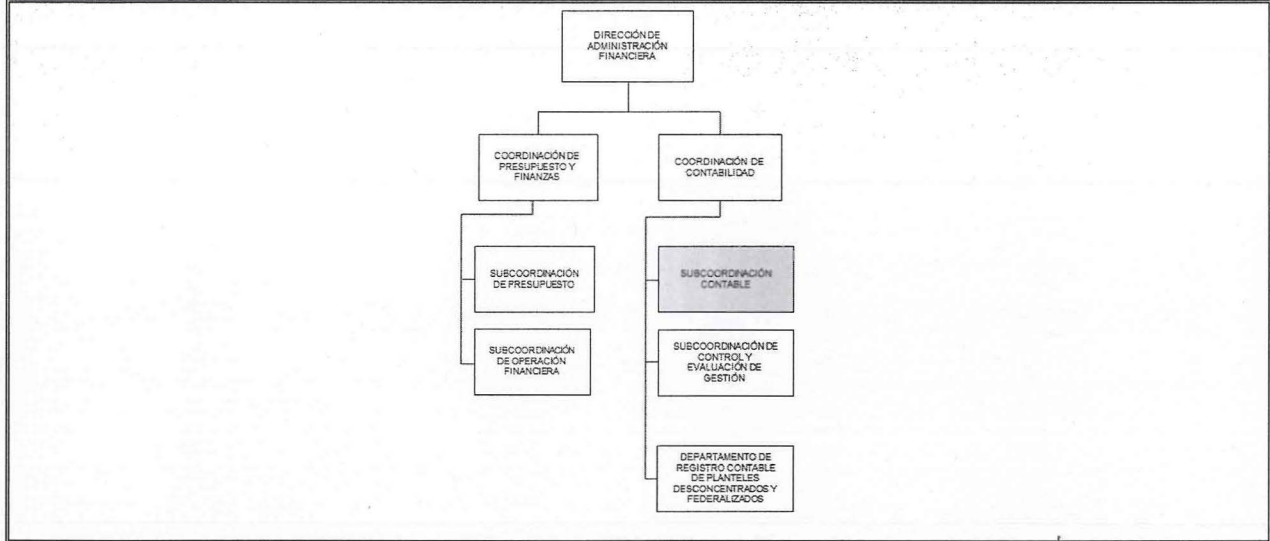 DIRECCIÓN DE
ADMINISTRACIÓN
FINANCIERA
COORDINACIÓN DE
PRESUPUESTO Y
FINANZAS
COORDINACIÓN DE
CONTABILIDAD
SUBCOORDINACIÓN
DE PRESUPUESTO
SUBCOORDINACIÓN
CONTABLE
SUBCOORDINACIÓN
DE OPERACIÓN
FINANCIERA
SUBCOORDINACIÓN DE
CONTROL Y
EVALUACIÓN DE
GESTIÓN
DEPARTAMENTO DE
REGISTRO CONTABLE
DE PLANTELES
DESCONCENTRADOS Y
FEDERALIZADOS